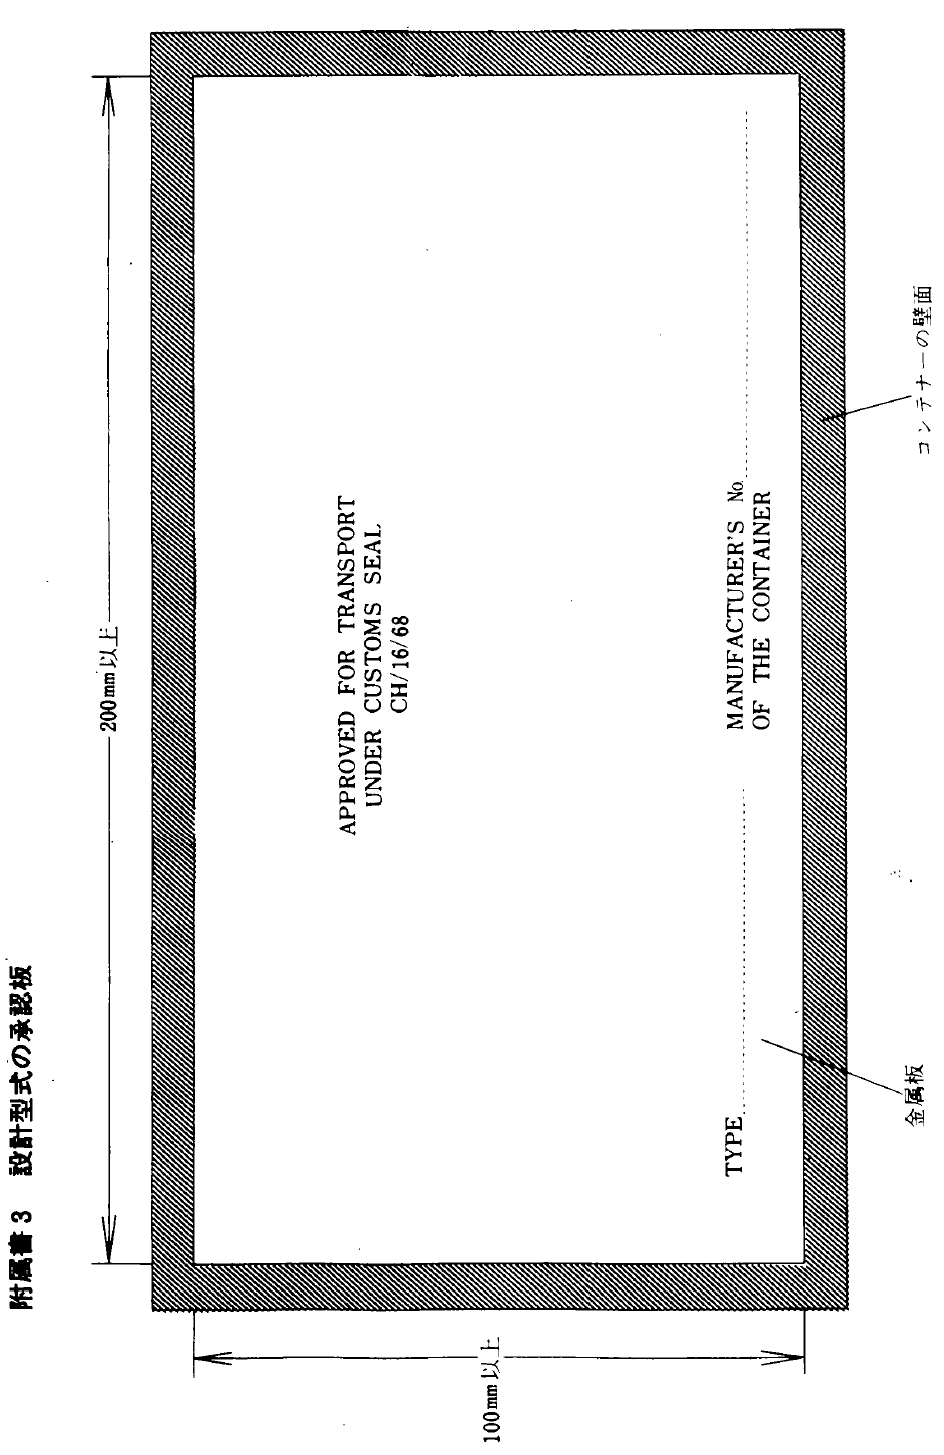 附属書3 設計型式の承認板
200mm以上
100mm以上
APPROVED FOR TRANSPORT
UNDER CUSTOMS SEAL
CH/16/68
TYPE
MANUFACTURER'S No.
OF THE CONTAINER
金属板
コンテナーの壁面